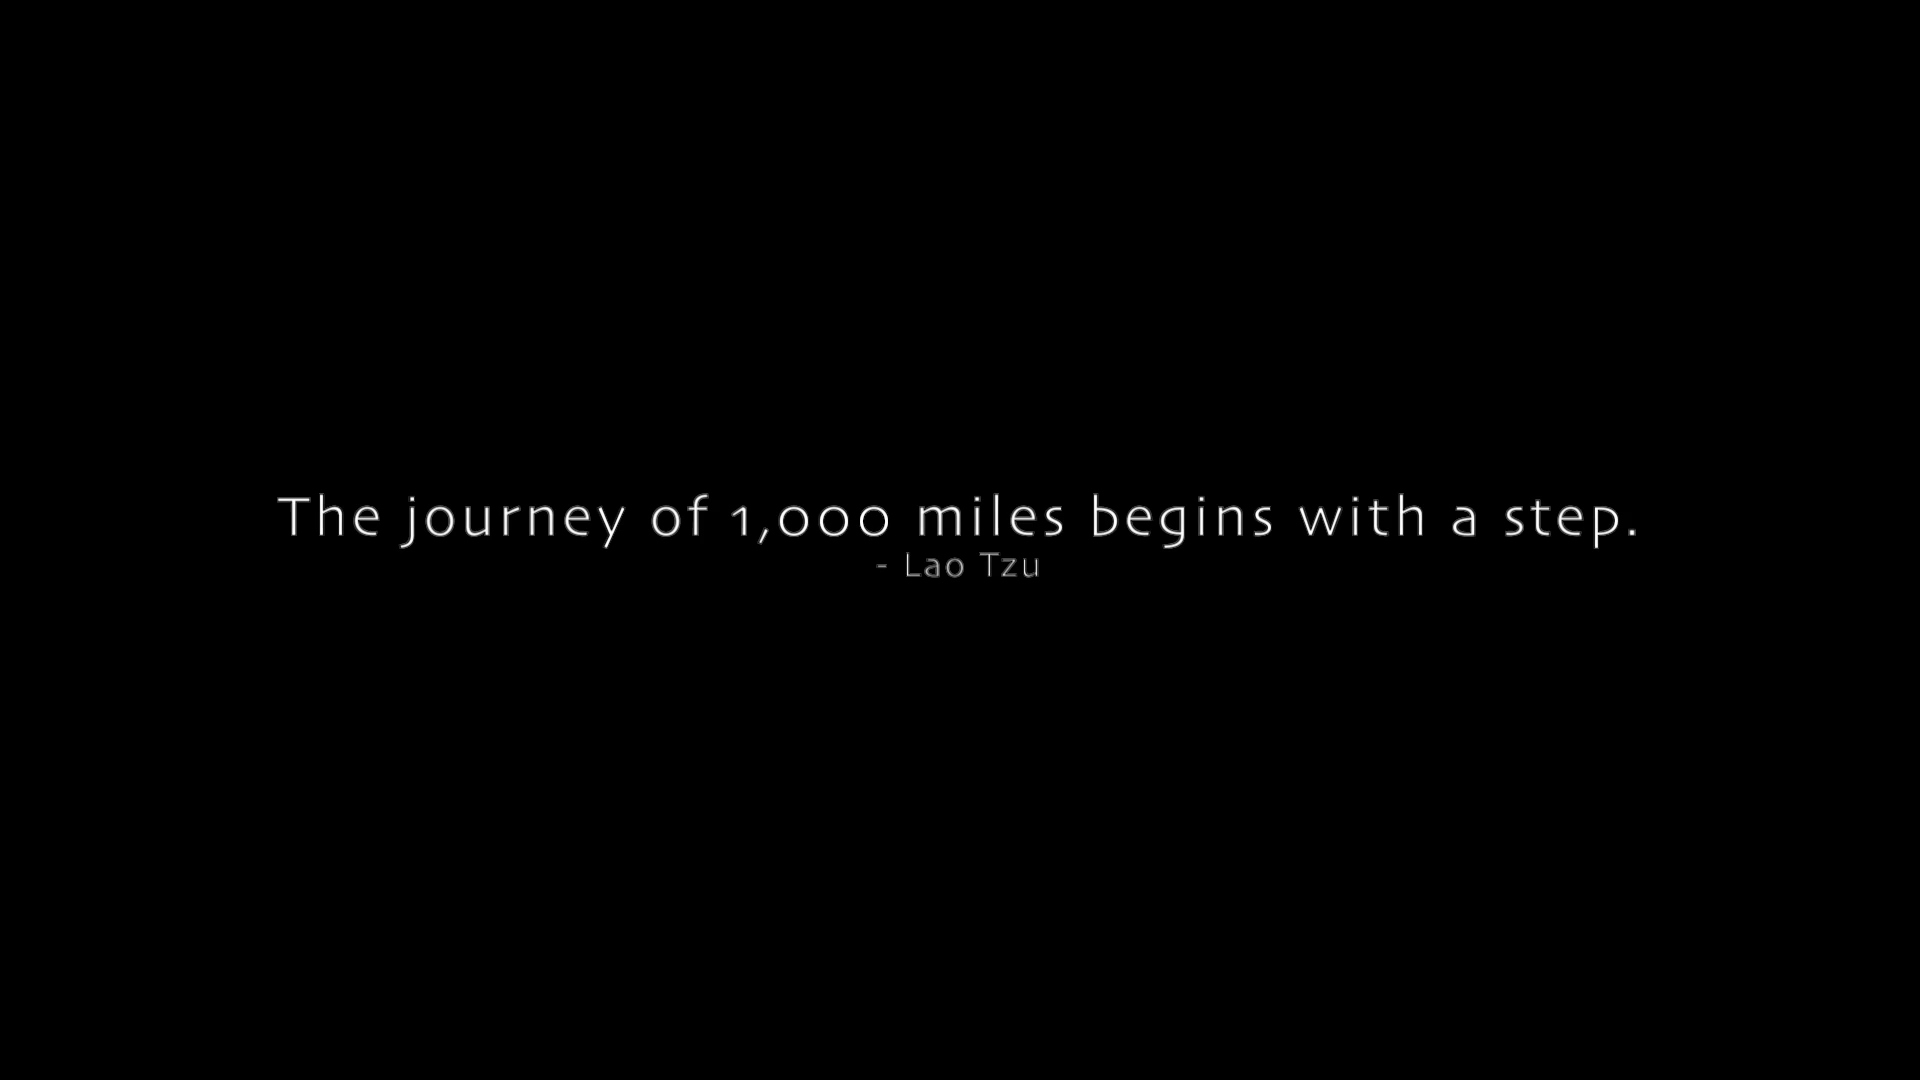 The journey of 1,000 miles begins with a step.
- Lao Tzu